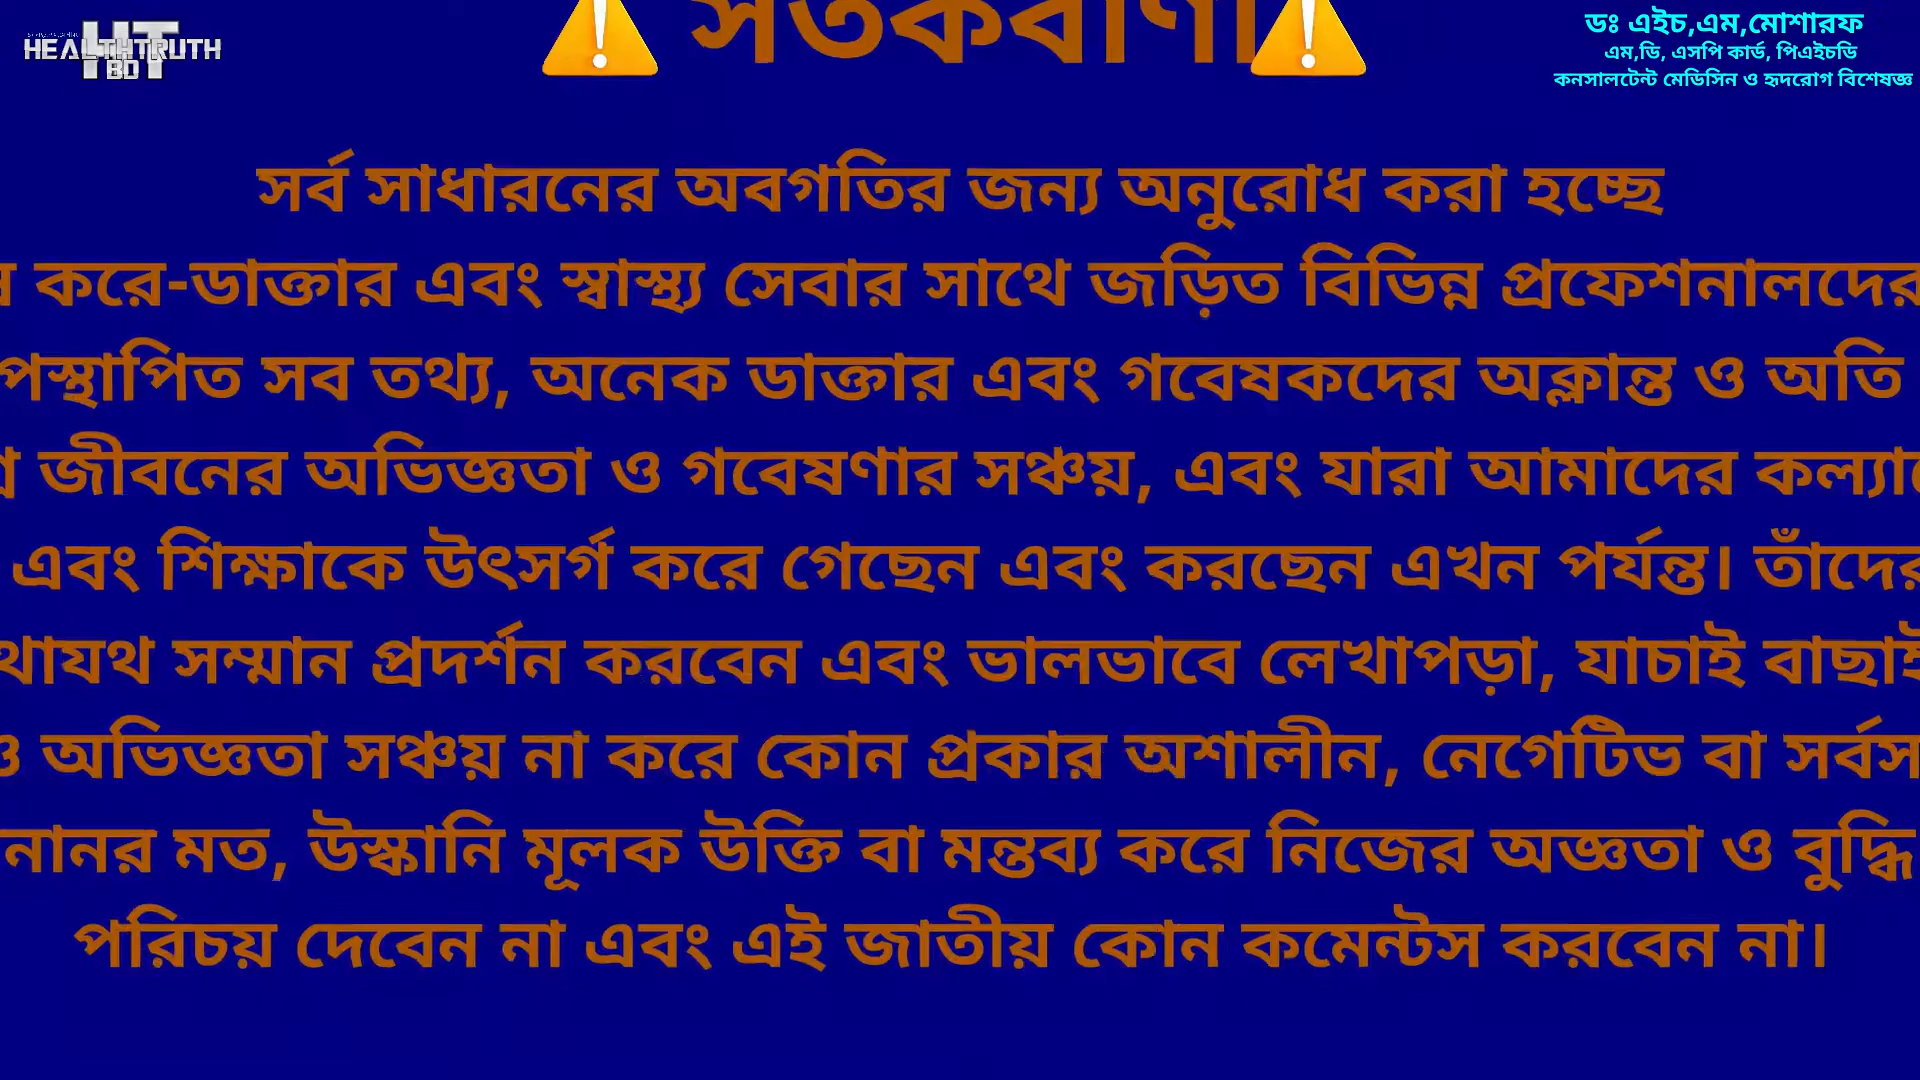 HEALTHTRUTH
BD
ডঃ এইচ,এম,মোশারফ
এম,ডি, এসপি কার্ড, পিএইচডি
কনসালটেন্ট মেডিসিন ও হৃদরোগ বিশেষজ্ঞ
সর্ব সাধারনের অবগতির জন্য অনুরোধ করা হচ্ছে
করে-ডাক্তার এবং স্বাস্থ্য সেবার সাথে জড়িত বিভিন্ন প্রফেশনালদের
পস্থাপিত সব তথ্য, অনেক ডাক্তার এবং গবেষকদের অক্লান্ত ও অতি
জীবনের অভিজ্ঞতা ও গবেষণার সঞ্চয়, এবং যারা আমাদের
এবং শিক্ষাকে উৎসর্গ করে গেছেন এবং করছেন এখন পর্যন্ত। তাঁদের
থাযথ সম্মান প্রদর্শন করবেন এবং ভালভাবে লেখাপড়া, যাচাই বাছাই
ও অভিজ্ঞতা সঞ্চয় না করে কোন প্রকার অশালীন, নেগেটিভ বা সর্বস
নানর মত, উস্কানি মূলক উক্তি বা মন্তব্য করে নিজের অজ্ঞতা ও বুদ্ধি
পরিচয় দেবেন না এবং এই জাতীয় কোন কমেন্টস করবেন না।